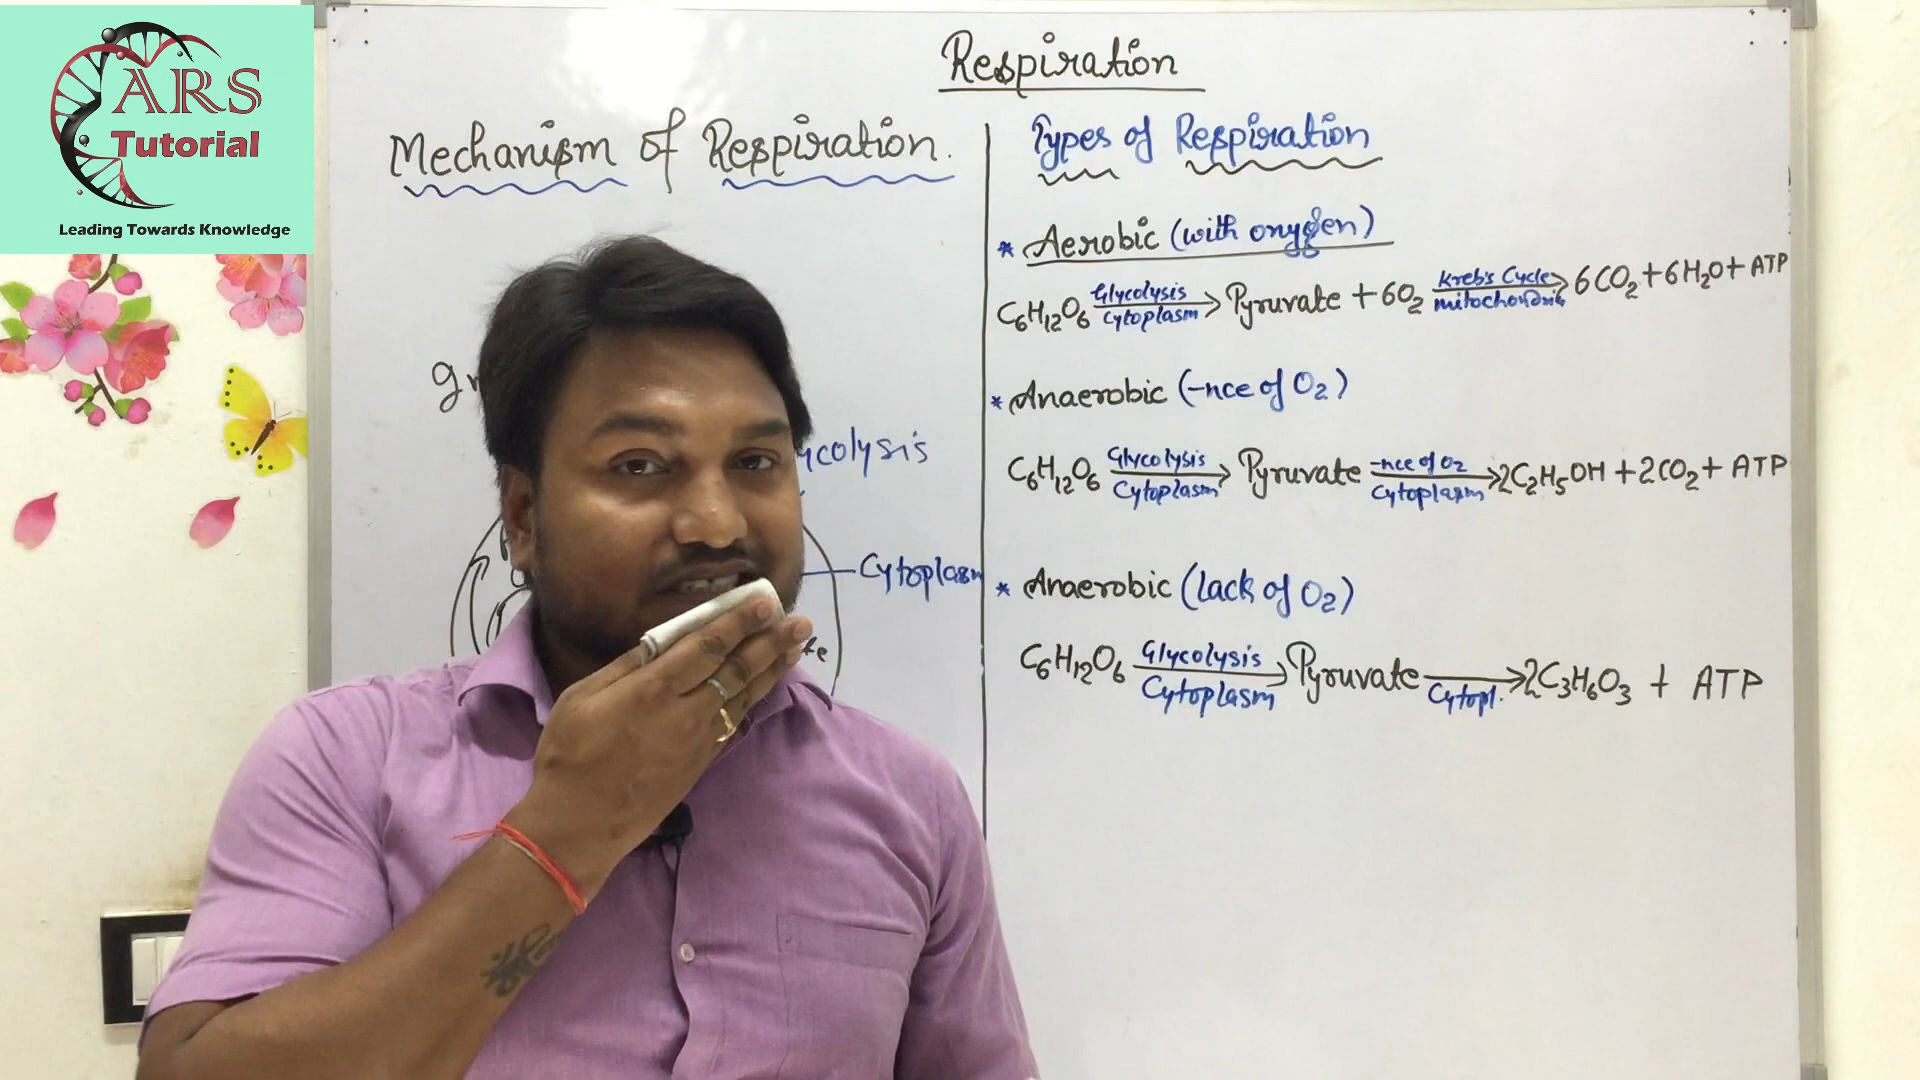 ARS
Tutorial
Leading Towards Knowledge
Respiration
Mechanism of Respiration.
Cytoplasm
Types of Respiration
* Aerobic (with oxygen)
C6H12O6 Glycolysis Cytoplasm → Pyruvate + 6O2 Kreb's Cycle mitochondria → 6CO2 + 6H2O + ATP
* Anaerobic (-nce of O2)
C6H12O6 Glycolysis Cytoplasm → Pyruvate -nce of O2 Cytoplasm → 2C2H5OH + 2CO2 + ATP
* Anaerobic (Lack of O2)
C6H12O6 Glycolysis Cytoplasm → Pyruvate Cytopl. → 2C3H6O3 + ATP